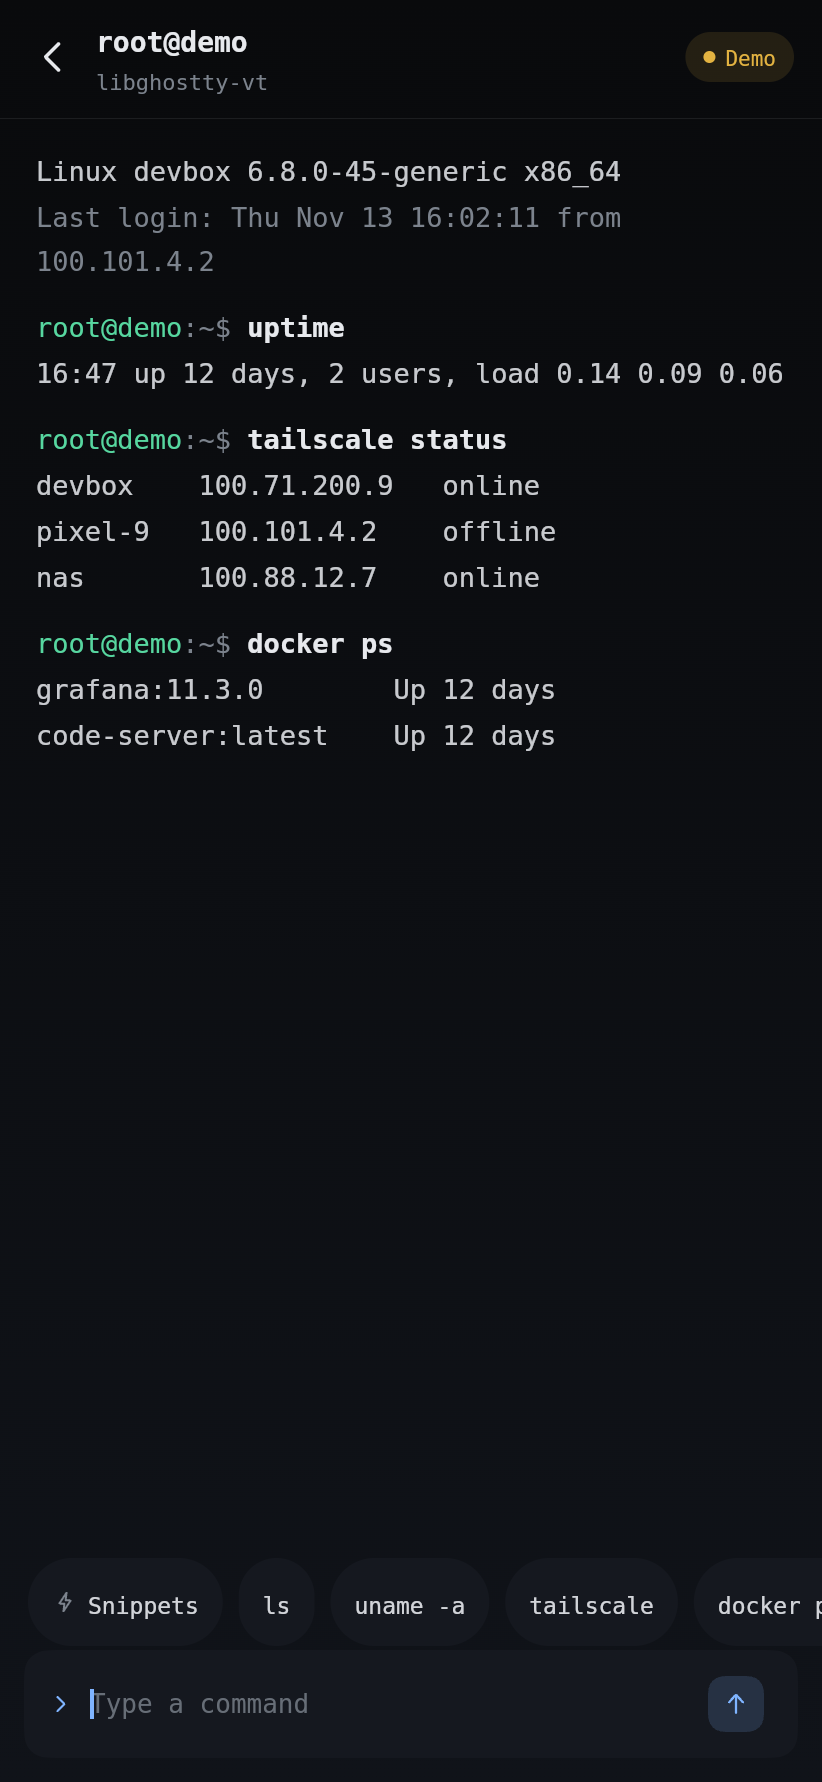 root@demo
libghostty-vt
Demo
Linux devbox 6.8.0-45-generic x86_64
Last login: Thu Nov 13 16:02:11 from
100.101.4.2
root@demo:~$ uptime
16:47 up 12 days, 2 users, load 0.14 0.09 0.06
root@demo:~$ tailscale status
devbox    100.71.200.9   online
pixel-9   100.101.4.2    offline
nas       100.88.12.7    online
root@demo:~$ docker ps
grafana:11.3.0        Up 12 days
code-server:latest    Up 12 days
Snippets ls uname -a tailscale docker p
Type a command